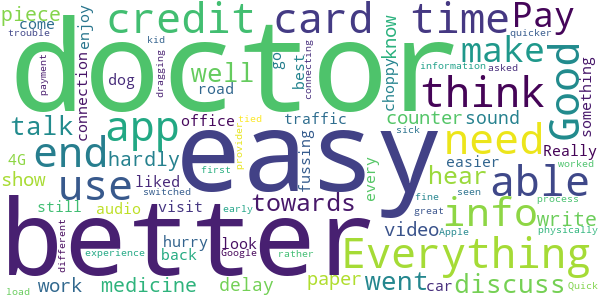 piece credit card time Pay
come enjoy
trouble
doctor
kid
dragging
best
connecting
go
choppy
know
make
quicker
Good
something
payment
connection
dog
well
road
information
asked
think
talk
app
office
traffic
counter
sound
Really
4G
end
hardly
provider
tied
first
fussing
easy
every
need
easier
sick
worked
show
use
liked
switched
hear
able
process
still
audio
visit
early
towards
fine
seen
info
write
physically
great
Apple
better
different
hurry
look
video
experience
back
Google
rather
Everything
work
medicine
delay
paper
went
car
discuss
load
Quick